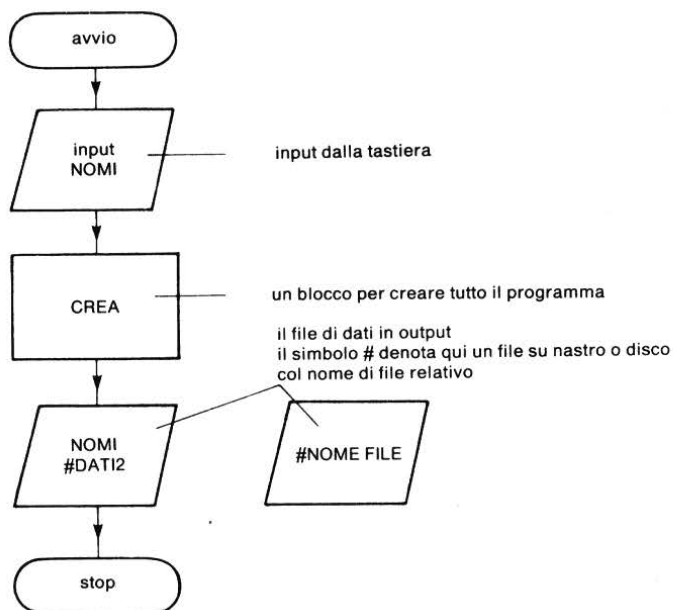 avvio
input
NOMI
input dalla tastiera
CREA
un blocco per creare tutto il programma
il file di dati in output
il simbolo # denota qui un file su nastro o disco
col nome di file relativo
NOMI
#DATI2
#NOME FILE
stop